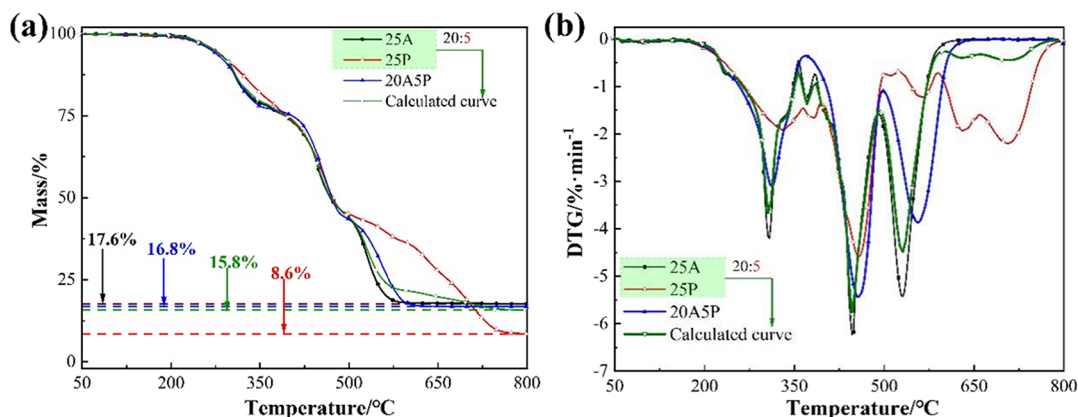 (a)
100
75
50
25
0
Mass/%
25A 20:5
25P
20A5P
Calculated curve
17.6%
16.8%
15.8%
8.6%
50 200 350 500 650 800
Temperature/°C
(b)
0
-1
-2
-3
-4
-5
-6
-7
DTG/%·min⁻¹
25A 20:5
25P
20A5P
Calculated curve
50 200 350 500 650 800
Temperature/°C